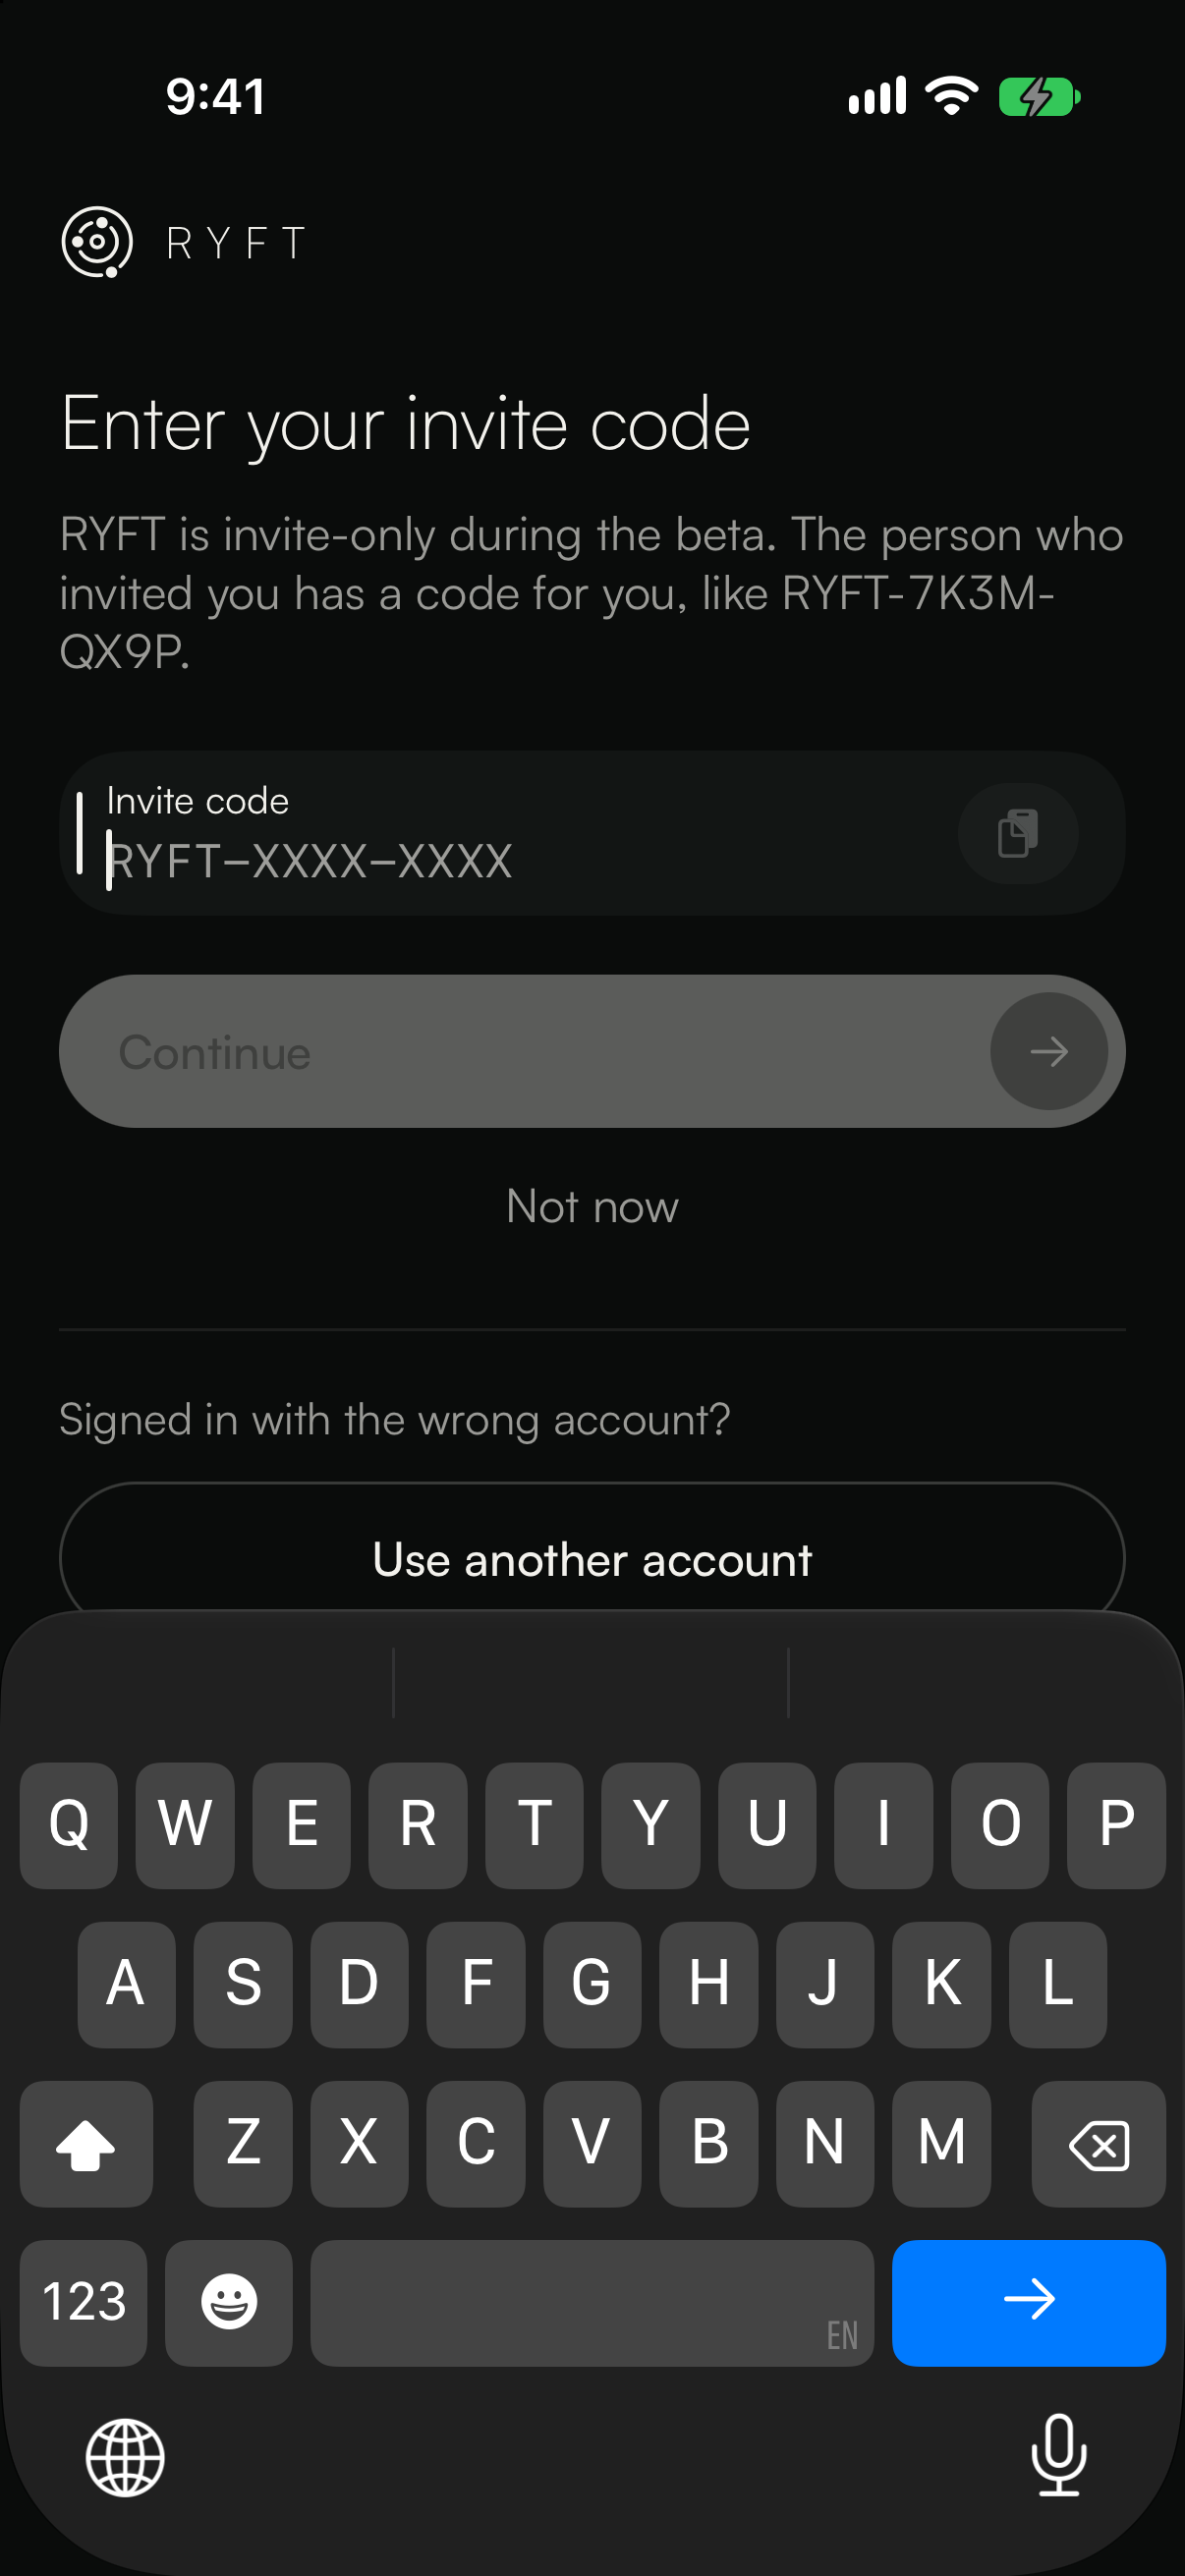 9:41
RYFT
Enter your invite code
RYFT is invite-only during the beta. The person who
invited you has a code for you, like RYFT-7K3M-
QX9P.
Invite code
RYFT–XXXX–XXXX
Continue
Not now
Signed in with the wrong account?
Use another account
Q W E R T Y U I O P
A S D F G H J K L
Z X C V B N M
123
EN